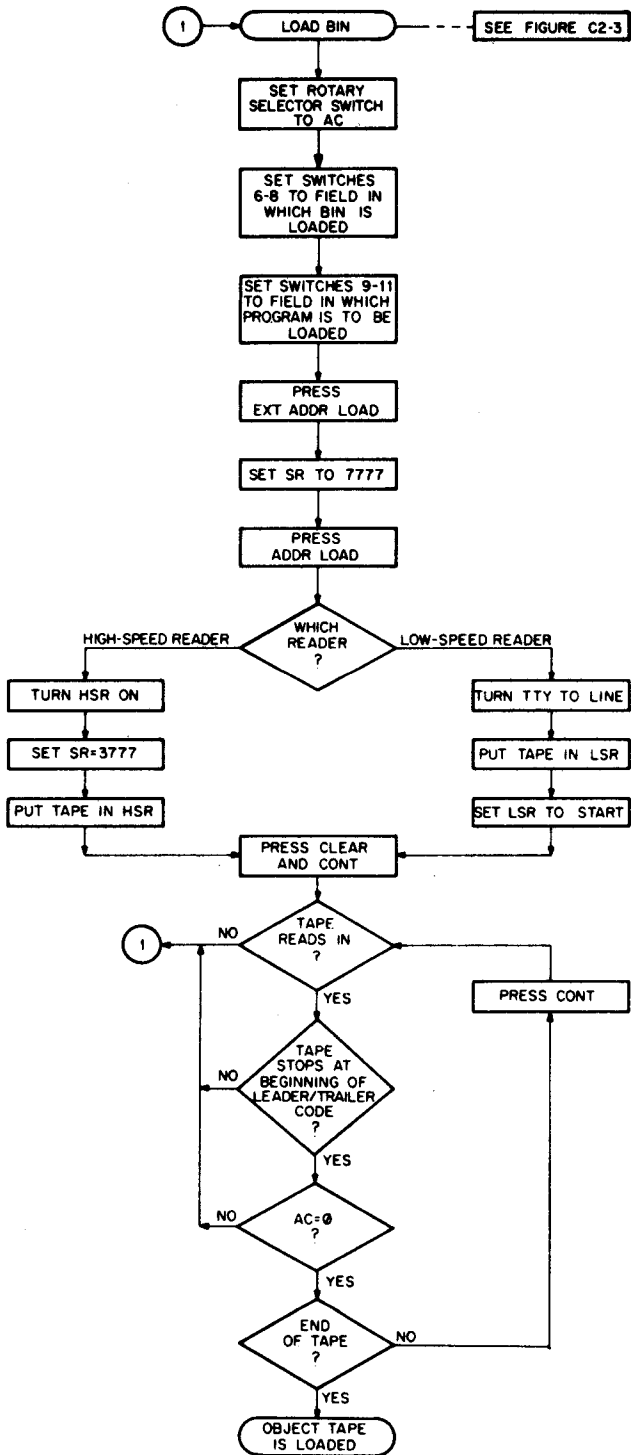 1
LOAD BIN
SEE FIGURE C2-3
SET ROTARY
SELECTOR SWITCH
TO AC
SET SWITCHES
6-8 TO FIELD IN
WHICH BIN IS
LOADED
SET SWITCHES 9-11
TO FIELD IN WHICH
PROGRAM IS TO BE
LOADED
PRESS
EXT ADDR LOAD
SET SR TO 7777
PRESS
ADDR LOAD
WHICH
READER
?
HIGH-SPEED READER
LOW-SPEED READER
TURN HSR ON
SET SR=3777
PUT TAPE IN HSR
TURN TTY TO LINE
PUT TAPE IN LSR
SET LSR TO START
PRESS CLEAR
AND CONT
TAPE
READS IN
?
NO
1
YES
PRESS CONT
TAPE
STOPS AT
BEGINNING OF
LEADER/TRAILER
CODE
?
NO
YES
AC=0
?
NO
YES
END
OF TAPE
?
NO
YES
OBJECT TAPE
IS LOADED